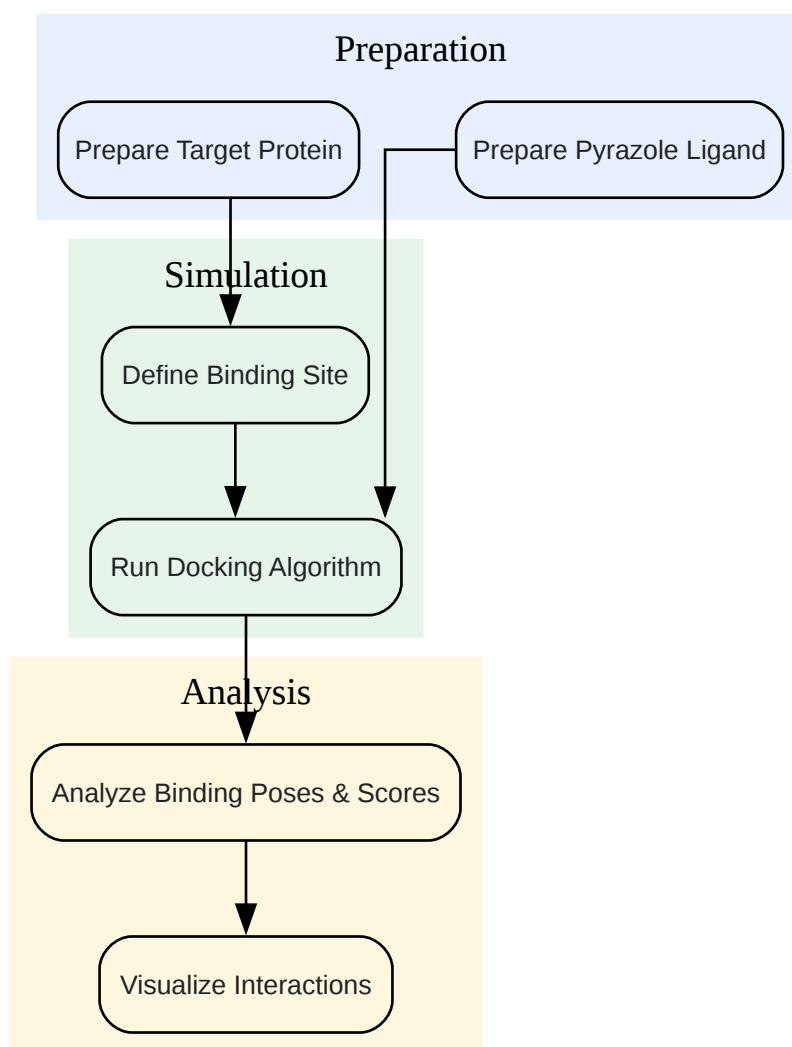 Preparation
Prepare Target Protein
Prepare Pyrazole Ligand
Simulation
Define Binding Site
Run Docking Algorithm
Analysis
Analyze Binding Poses & Scores
Visualize Interactions